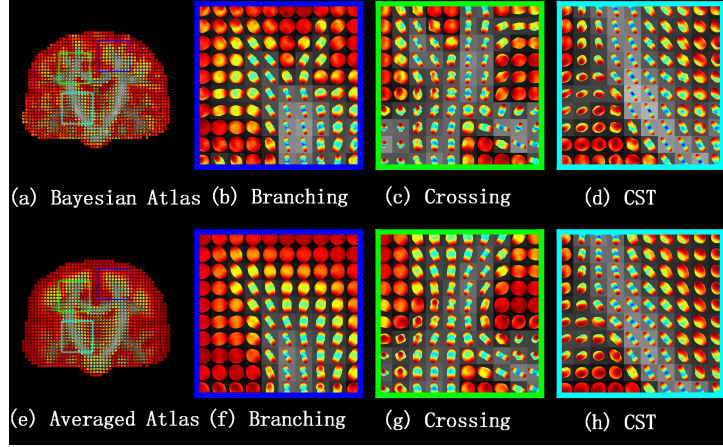 (a) Bayesian Atlas (b) Branching (c) Crossing (d) CST
(e) Averaged Atlas (f) Branching (g) Crossing (h) CST